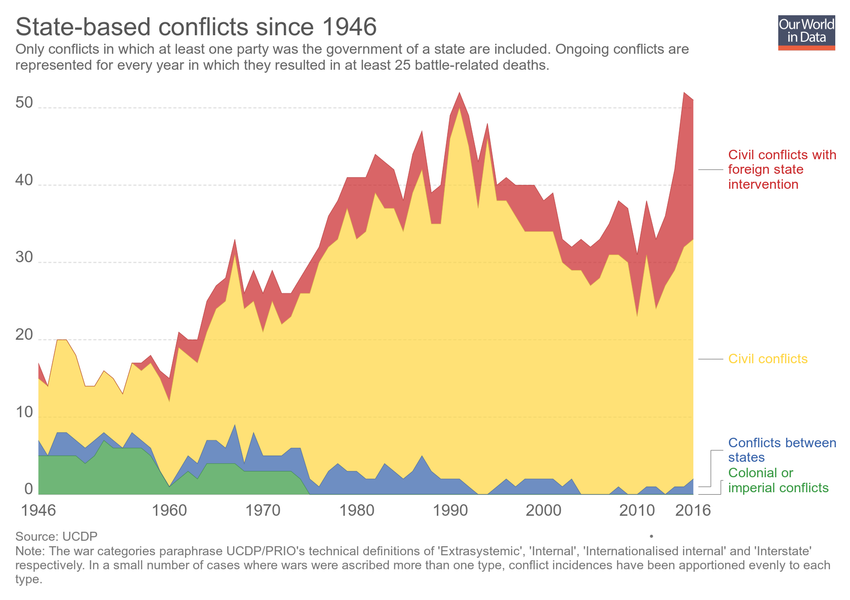 State-based conflicts since 1946
Only conflicts in which at least one party was the government of a state are included. Ongoing conflicts are
represented for every year in which they resulted in at least 25 battle-related deaths.
Our World
in Data
50
40
30
20
10
0
1946
1960
1970
1980
1990
2000
2010
2016
Civil conflicts with
foreign state
intervention
Civil conflicts
Conflicts between
states
Colonial or
imperial conflicts
Source: UCDP
Note: The war categories paraphrase UCDP/PRIO's technical definitions of 'Extrasystemic', 'Internal', 'Internationalised internal' and 'Interstate'
respectively. In a small number of cases where wars were ascribed more than one type, conflict incidences have been apportioned evenly to each
type.